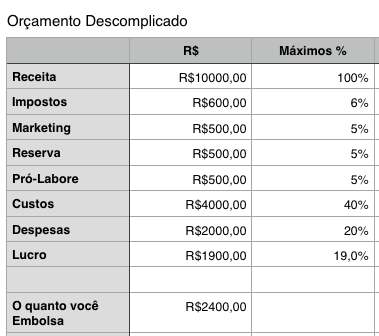 Orçamento Descomplicado
R$ Máximos %
Receita R$10000,00 100%
Impostos R$600,00 6%
Marketing R$500,00 5%
Reserva R$500,00 5%
Pró-Labore R$500,00 5%
Custos R$4000,00 40%
Despesas R$2000,00 20%
Lucro R$1900,00 19,0%
O quanto você R$2400,00
Embolsa